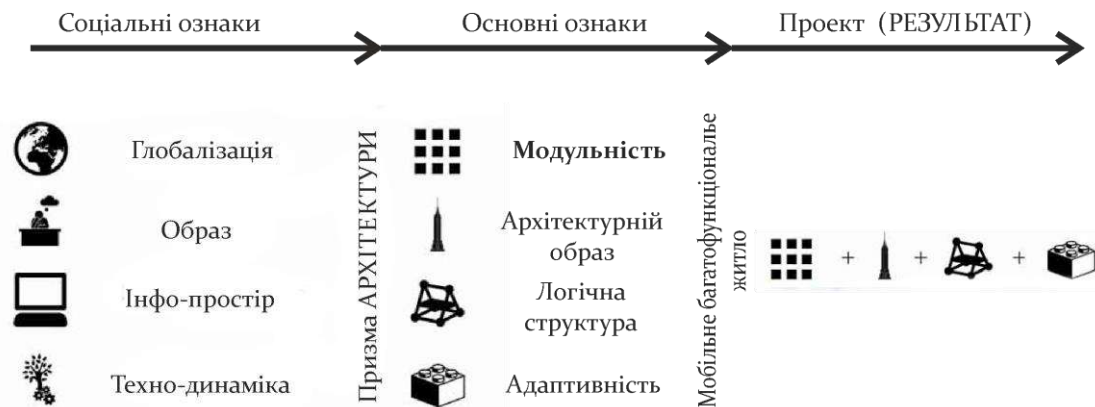 Соціальні ознаки
Основні ознаки
Проект (РЕЗУЛЬТАТ)
Глобалізація
Образ
Інфо-простір
Техно-динаміка
Призма АРХІТЕКТУРИ
Модульність
Архітектурній
образ
Логічна
структура
Адаптивність
Мобільне багатофункціональе
житло
+ + +